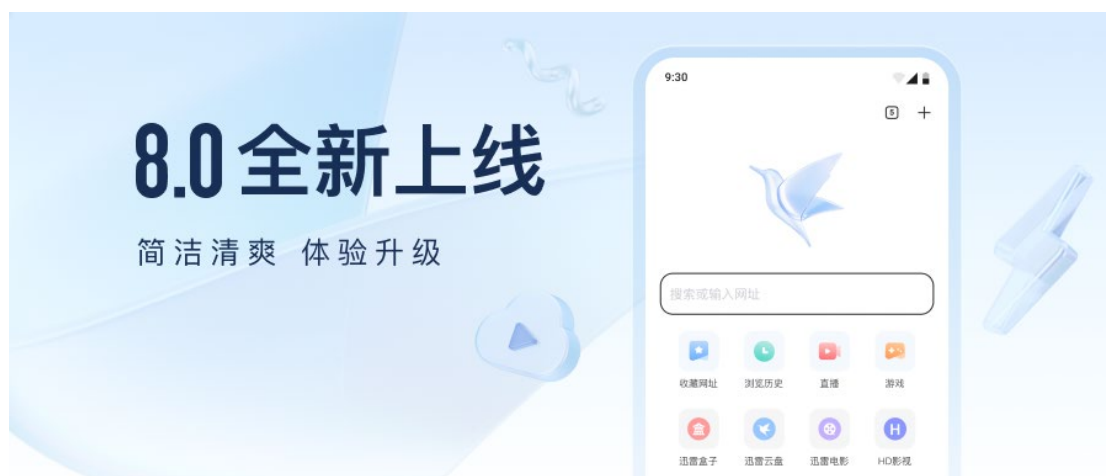 8.0全新上线
简洁清爽 体验升级
9:30
5
搜索或输入网址
收藏网址 浏览历史 直播 游戏
盒 H
迅雷盒子 迅雷云盘 迅雷电影 HD影视